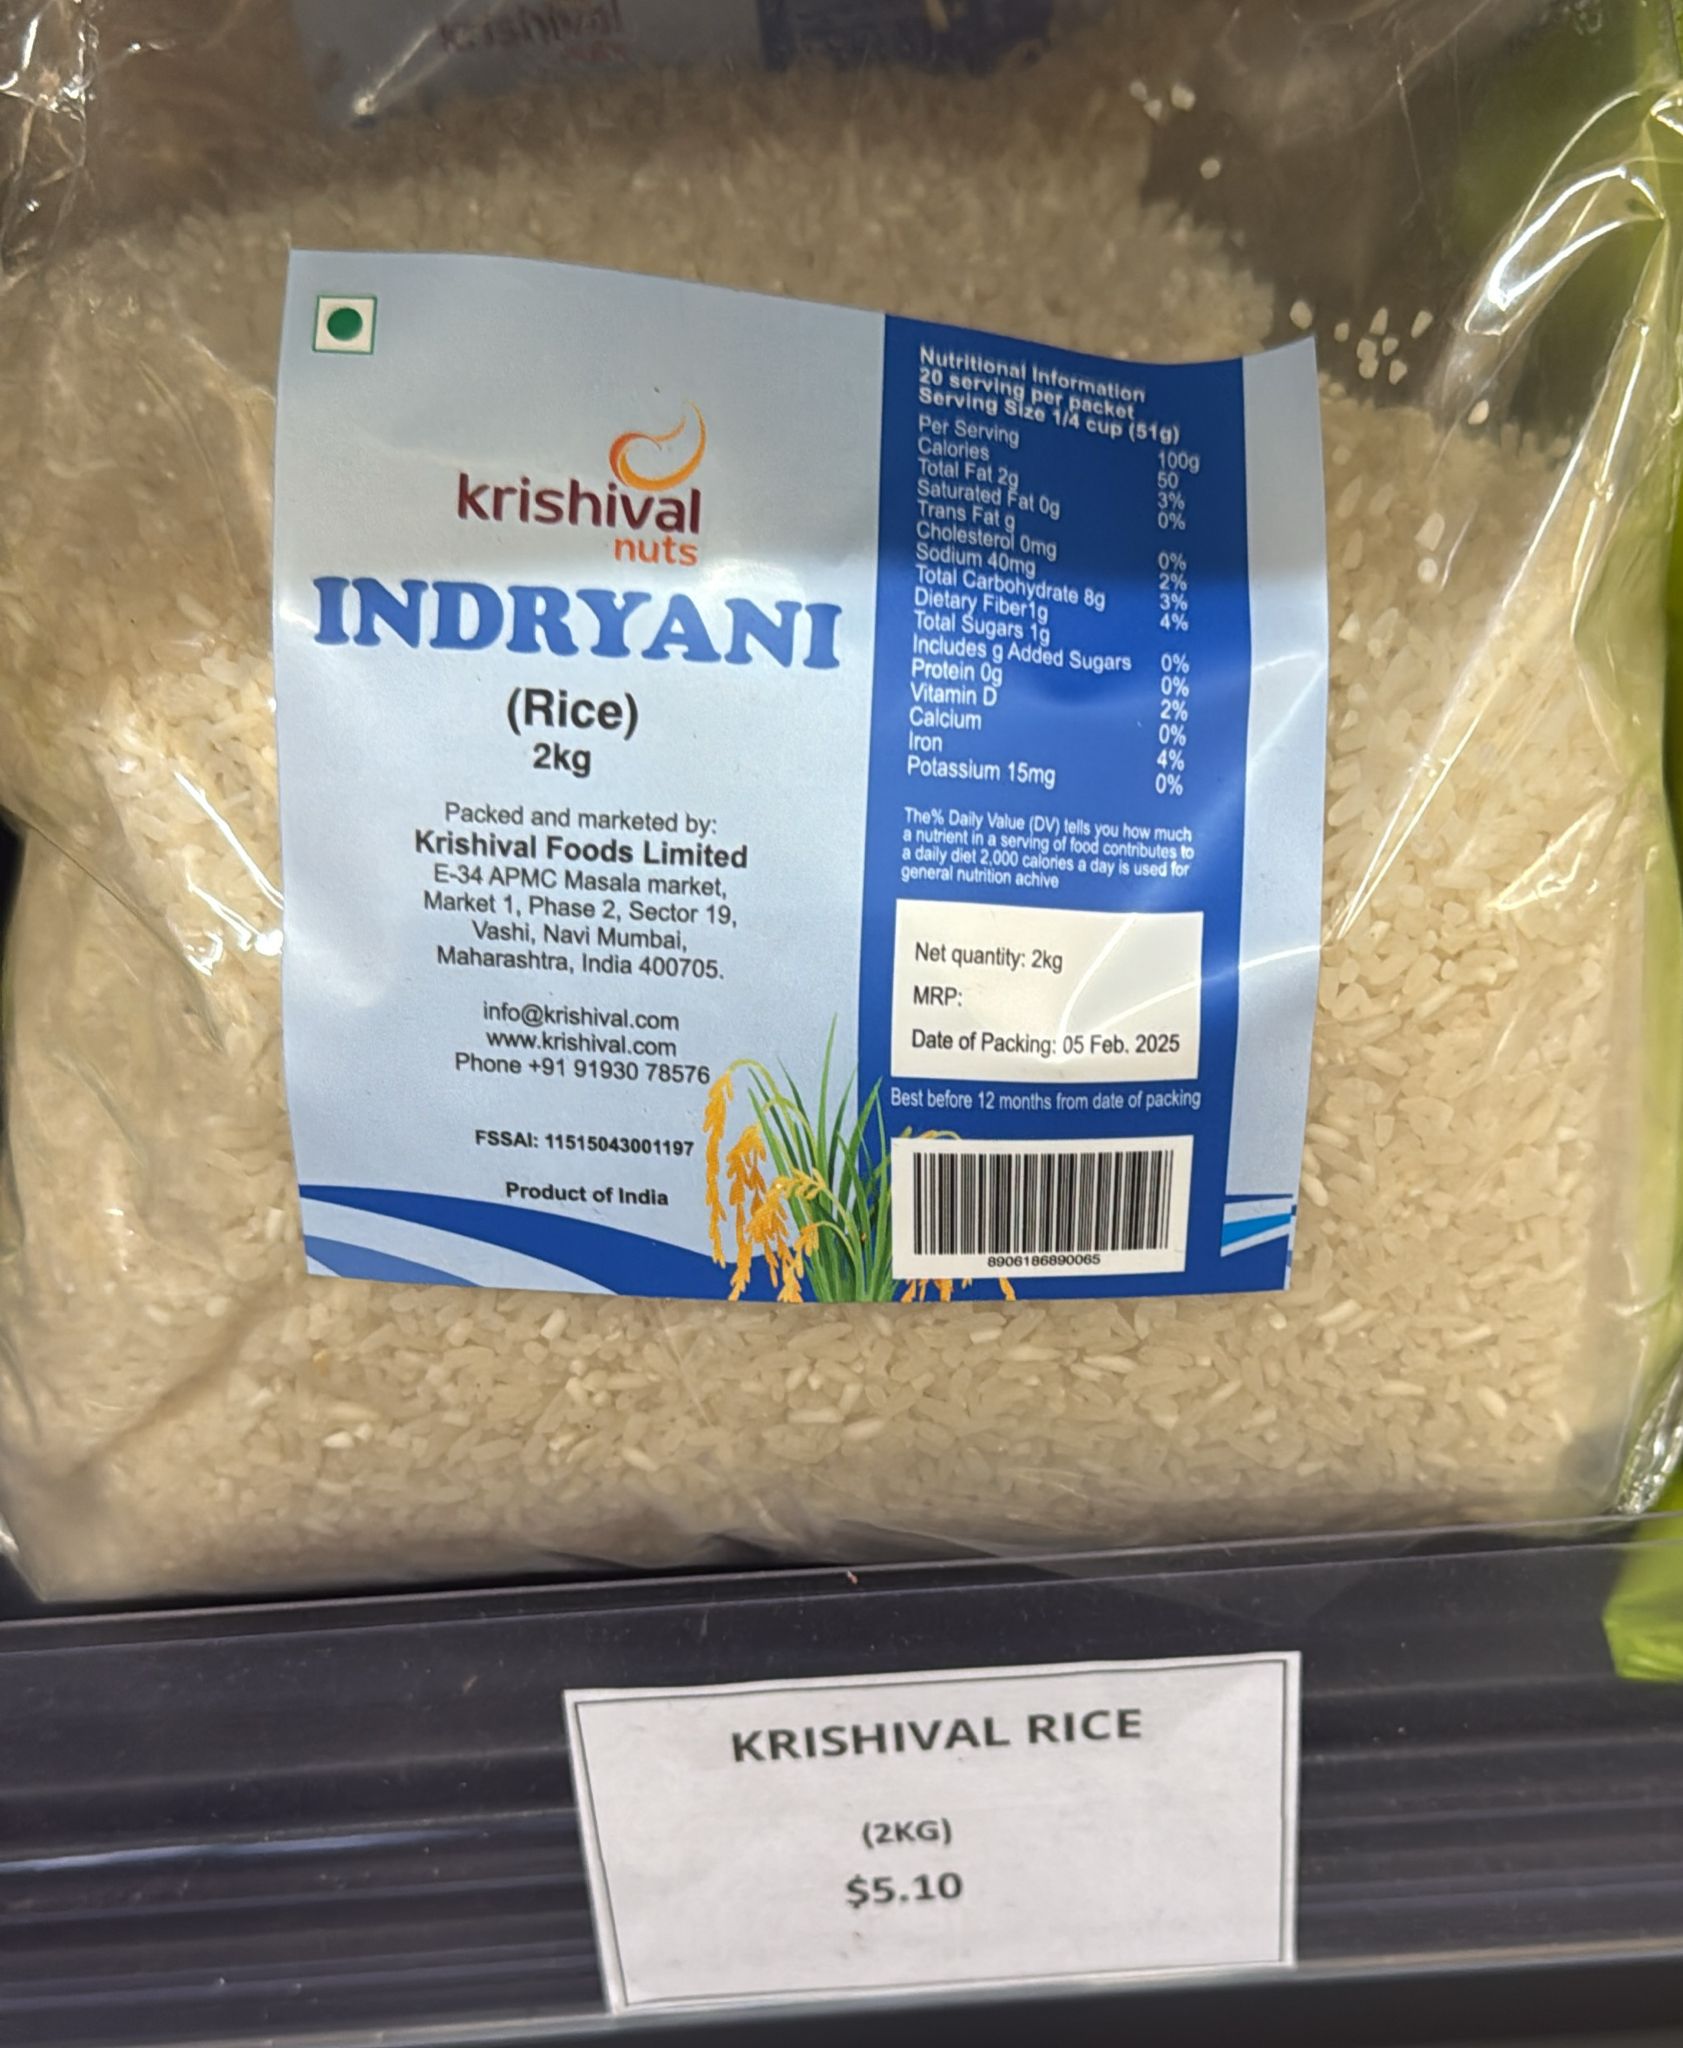 krishival
nuts
INDRYANI
(Rice)
2kg
Packed and marketed by:
Krishival Foods Limited
E-34 APMC Masala market,
Market 1, Phase 2, Sector 19,
Vashi, Navi Mumbai,
Maharashtra, India 400705.
info@krishival.com
www.krishival.com
Phone +91 91930 78576
FSSAI: 11515043001197
Product of India
Nutritional Information
20 serving per packet
Serving Size 1/4 cup (51g)
Per Serving 100g
Calories 50
Total Fat 2g 3%
Saturated Fat 0g 0%
Trans Fat g
Cholesterol 0mg 0%
Sodium 40mg 2%
Total Carbohydrate 8g 3%
Dietary Fiber1g 4%
Total Sugars 1g
Includes g Added Sugars 0%
Protein 0g 0%
Vitamin D 2%
Calcium 0%
Iron 4%
Potassium 15mg 0%
The% Daily Value (DV) tells you how much
a nutrient in a serving of food contributes to
a daily diet 2,000 calories a day is used for
general nutrition achive
Net quantity: 2kg
MRP:
Date of Packing: 05 Feb. 2025
Best before 12 months from date of packing
8906186890065
KRISHIVAL RICE
(2KG)
$5.10